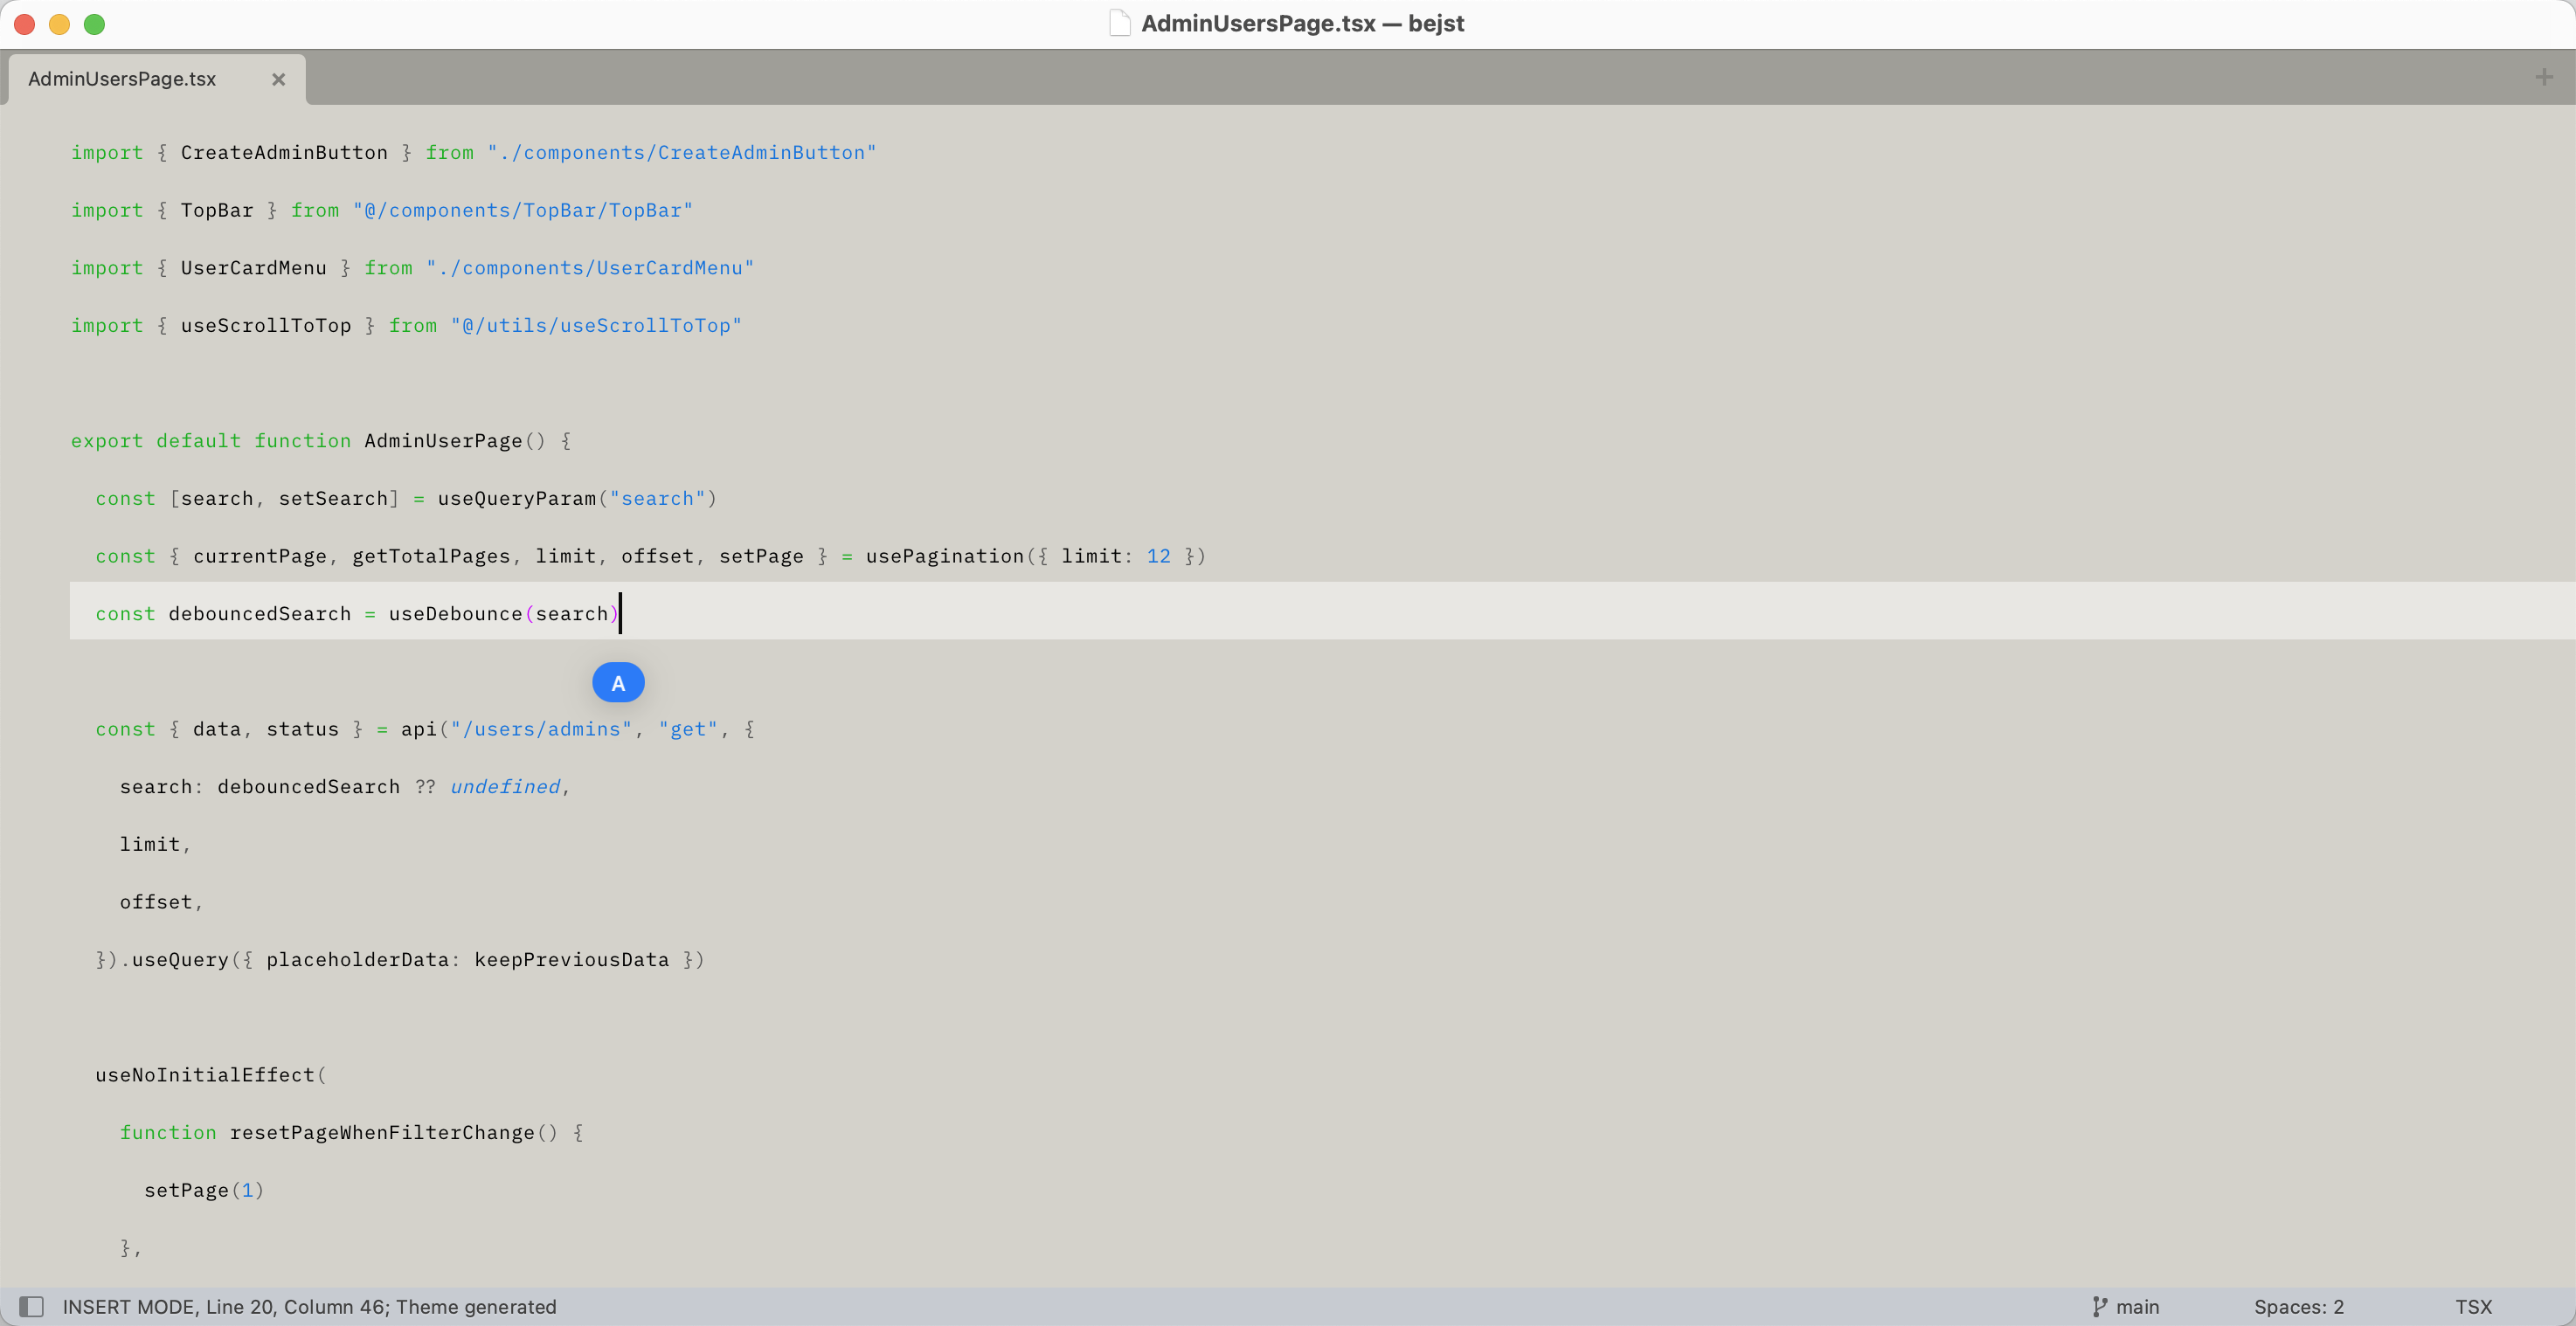 AdminUsersPage.tsx — bejst
AdminUsersPage.tsx
import { CreateAdminButton } from "./components/CreateAdminButton"
import { TopBar } from "@/components/TopBar/TopBar"
import { UserCardMenu } from "./components/UserCardMenu"
import { useScrollToTop } from "@/utils/useScrollToTop"
export default function AdminUserPage() {
const [search, setSearch] = useQueryParam("search")
const { currentPage, getTotalPages, limit, offset, setPage } = usePagination({ limit: 12 })
const debouncedSearch = useDebounce(search)
A
const { data, status } = api("/users/admins", "get", {
search: debouncedSearch ?? undefined,
limit,
offset,
}).useQuery({ placeholderData: keepPreviousData })
useNoInitialEffect(
function resetPageWhenFilterChange() {
setPage(1)
},
INSERT MODE, Line 20, Column 46; Theme generated
main
Spaces: 2
TSX